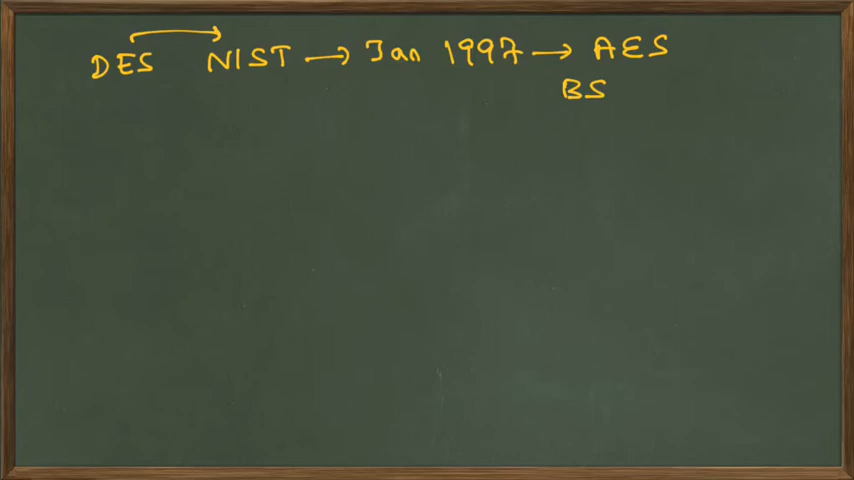 DES NIST → Jan 1997 → AES
BS